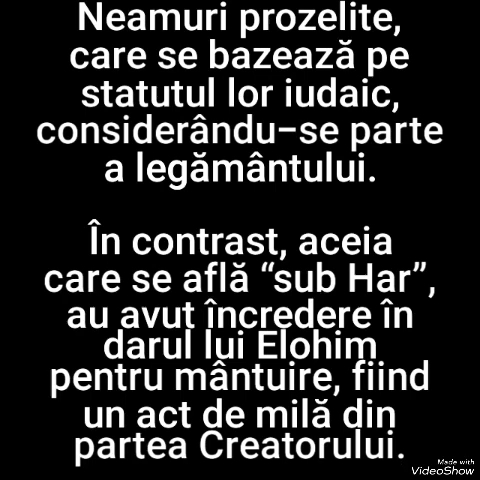 Neamuri prozelite,
care se bazează pe
statutul lor iudaic,
considerându-se parte
a legământului.
În contrast, aceia
care se află “sub Har”,
au avut încredere în
darul lui Elohim
pentru mântuire, fiind
un act de milă din
partea Creatorului.
Made with
VideoShow